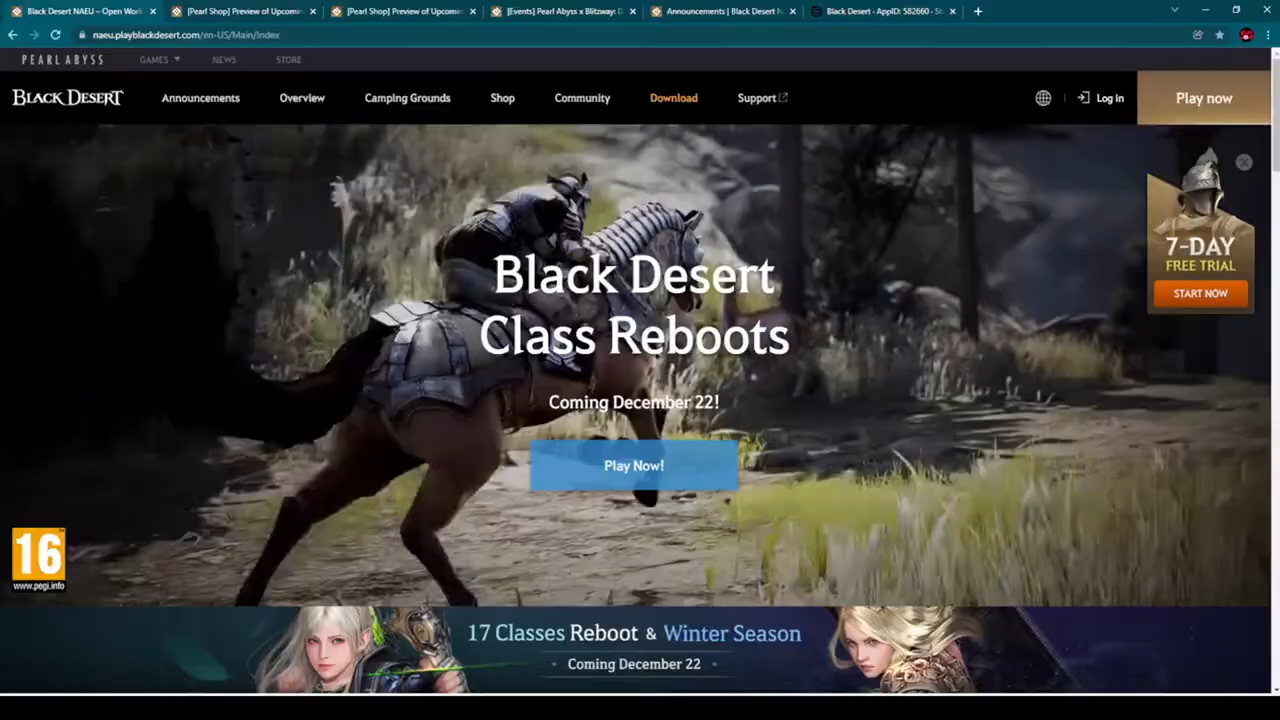 Black Desert NAEU – Open Worl
[Pearl Shop] Preview of Upcomin
[Pearl Shop] Preview of Upcomin
[Events] Pearl Abyss x Blitzway: D
Announcements | Black Desert N
Black Desert - AppID: 582660 - St
naeu.playblackdesert.com/en-US/Main/Index
PEARL ABYSS
GAMES
NEWS
STORE
BLACK DESERT
Announcements
Overview
Camping Grounds
Shop
Community
Download
Support
Log in
Play now
7-DAY
FREE TRIAL
START NOW
Black Desert
Class Reboots
Coming December 22!
Play Now!
16
www.pegi.info
17 Classes Reboot & Winter Season
Coming December 22